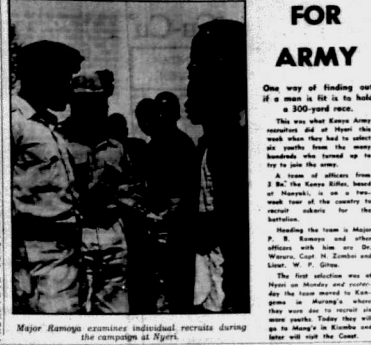 FOR
ARMY
One way of finding out
if a man is fit is to hold
a 300-yard race.
This was what Kenya Army
recruiters did at Nyeri this
week when they had to select
six youths from the many
hundreds who turned up to
try to join the army.
A team of officers from
3 Bn. the Kenya Rifles, based
at Nanyuki, is on a two-
week tour of the country to
recruit askaris for the
battalion.
Heading the team is Major
P. B. Ramoya and other
officers with him are Dr.
Waruru, Capt. N. Zambei and
Lieut. W. P. Gitau.
The first selection was at
Nyeri on Monday and yester-
day the team moved to Kan-
gema in Murang'a where
they were due to recruit six
more youths. Today they will
go to Mang'u in Kiambu and
later will visit the Coast.
Major Ramoya examines individual recruits during
the campaign at Nyeri.